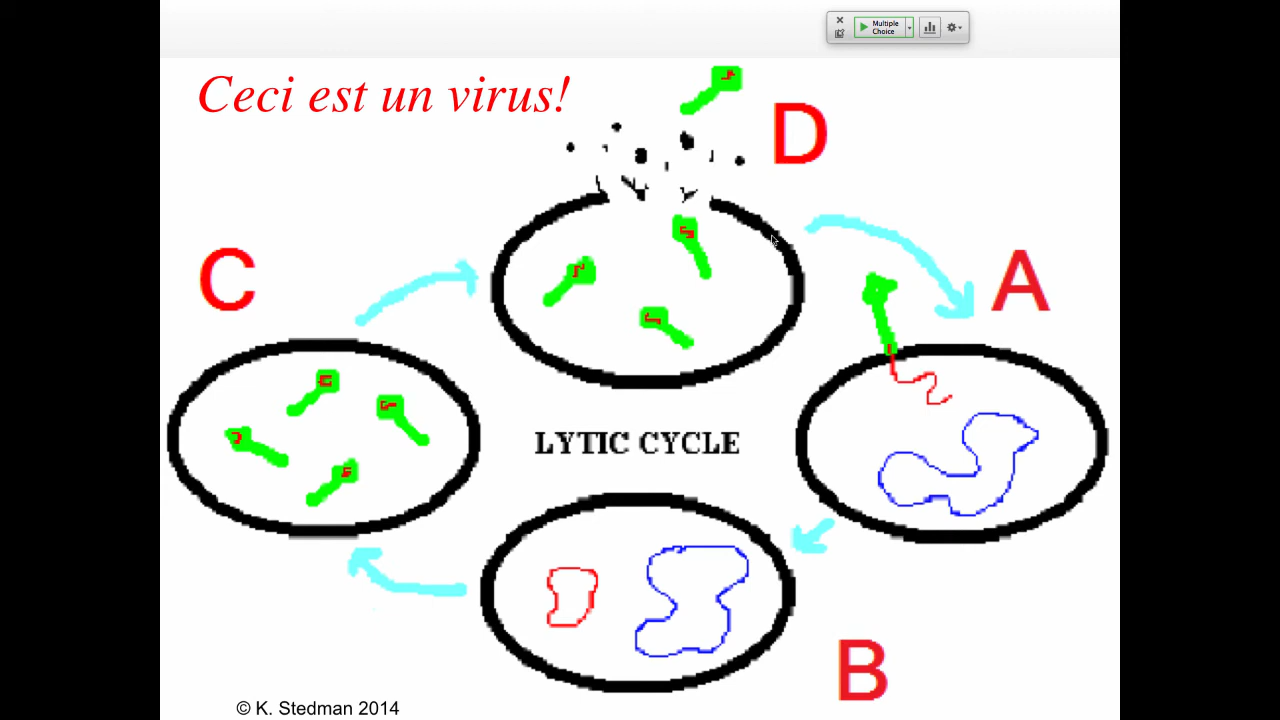 Multiple
Choice
Ceci est un virus!
D
C
A
LYTIC CYCLE
B
© K. Stedman 2014